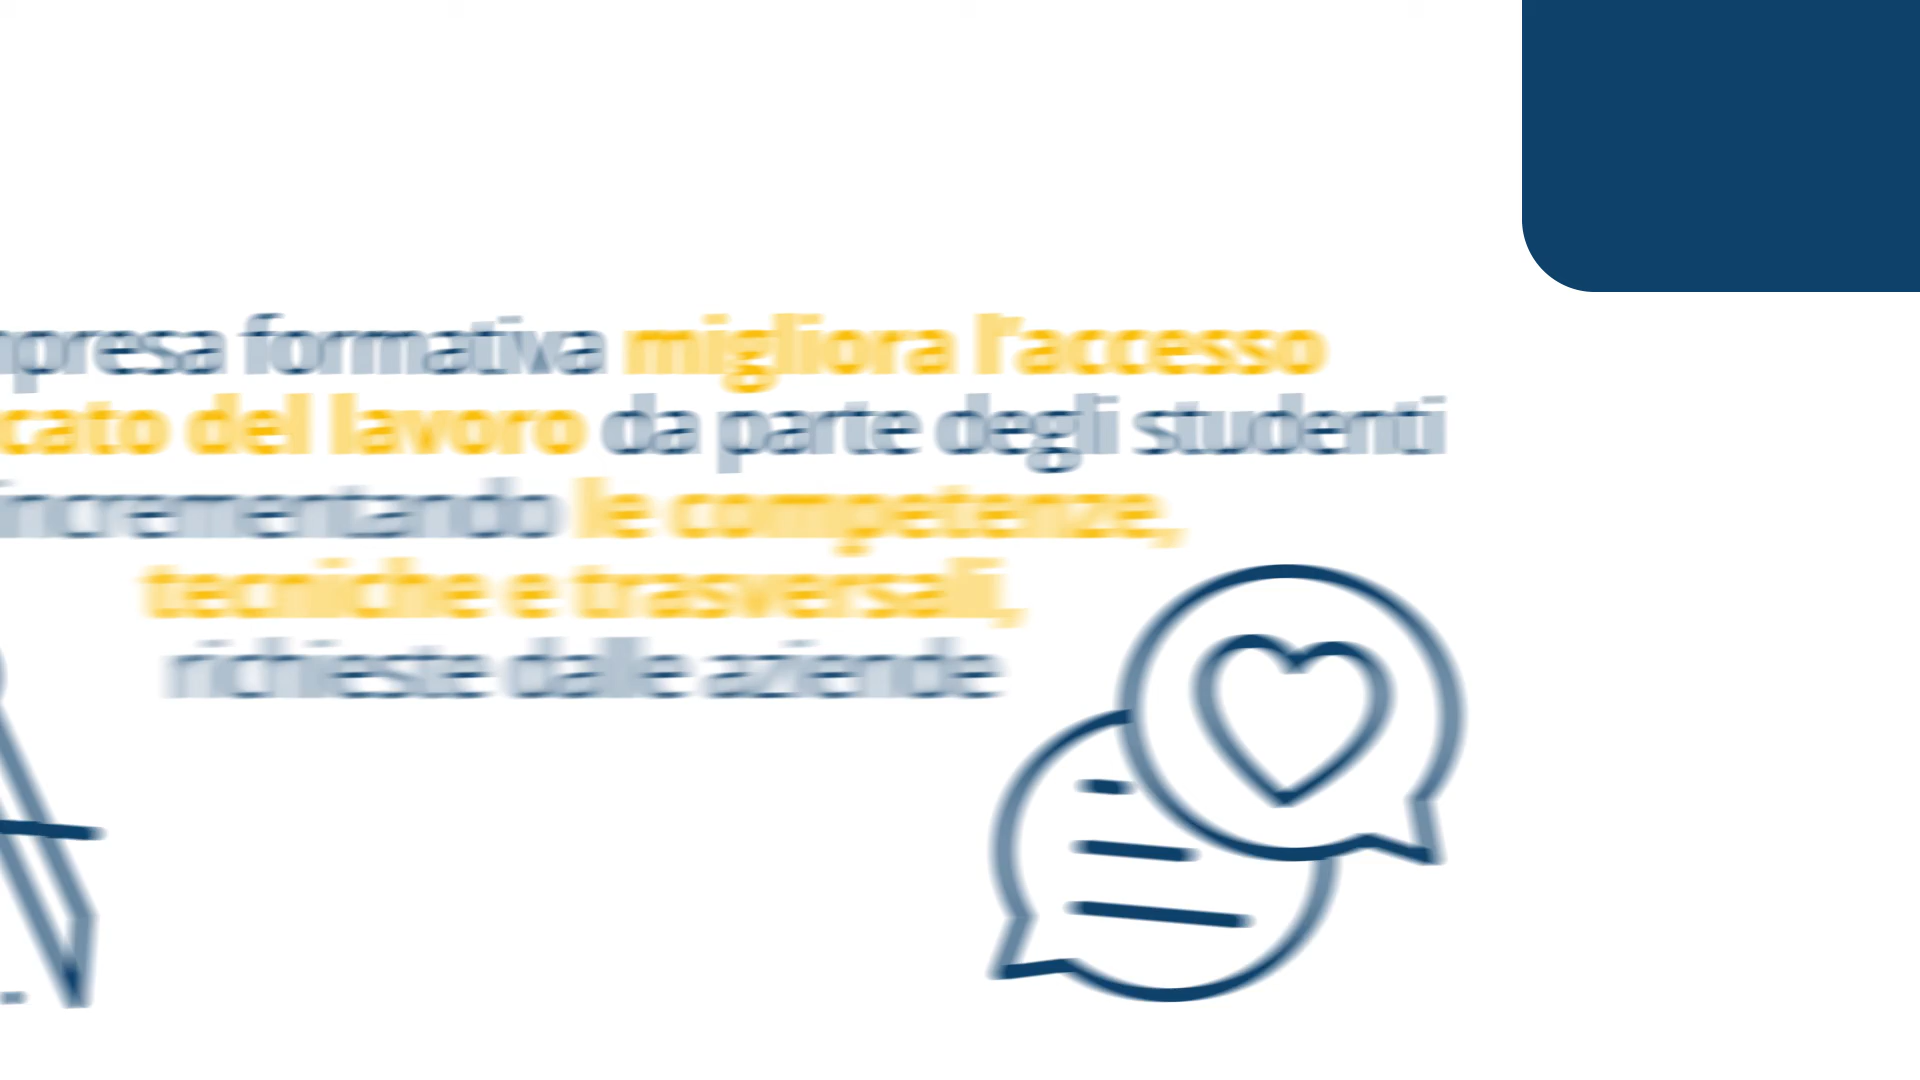 presa formativa migliora l'accesso
cato del lavoro da parte degli studenti
incrementando le competenze,
tecniche e trasversali,
richieste dalle aziende